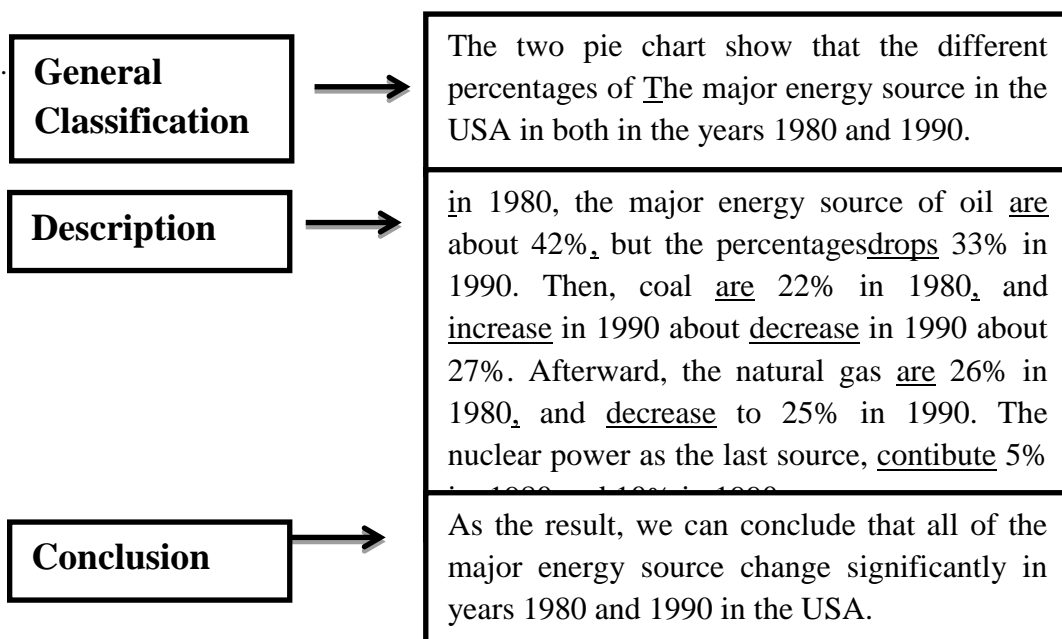 General
Classification
The two pie chart show that the different
percentages of The major energy source in the
USA in both in the years 1980 and 1990.
Description
in 1980, the major energy source of oil are
about 42%, but the percentagesdrops 33% in
1990. Then, coal are 22% in 1980, and
increase in 1990 about decrease in 1990 about
27%. Afterward, the natural gas are 26% in
1980, and decrease to 25% in 1990. The
nuclear power as the last source, contibute 5%
Conclusion
As the result, we can conclude that all of the
major energy source change significantly in
years 1980 and 1990 in the USA.